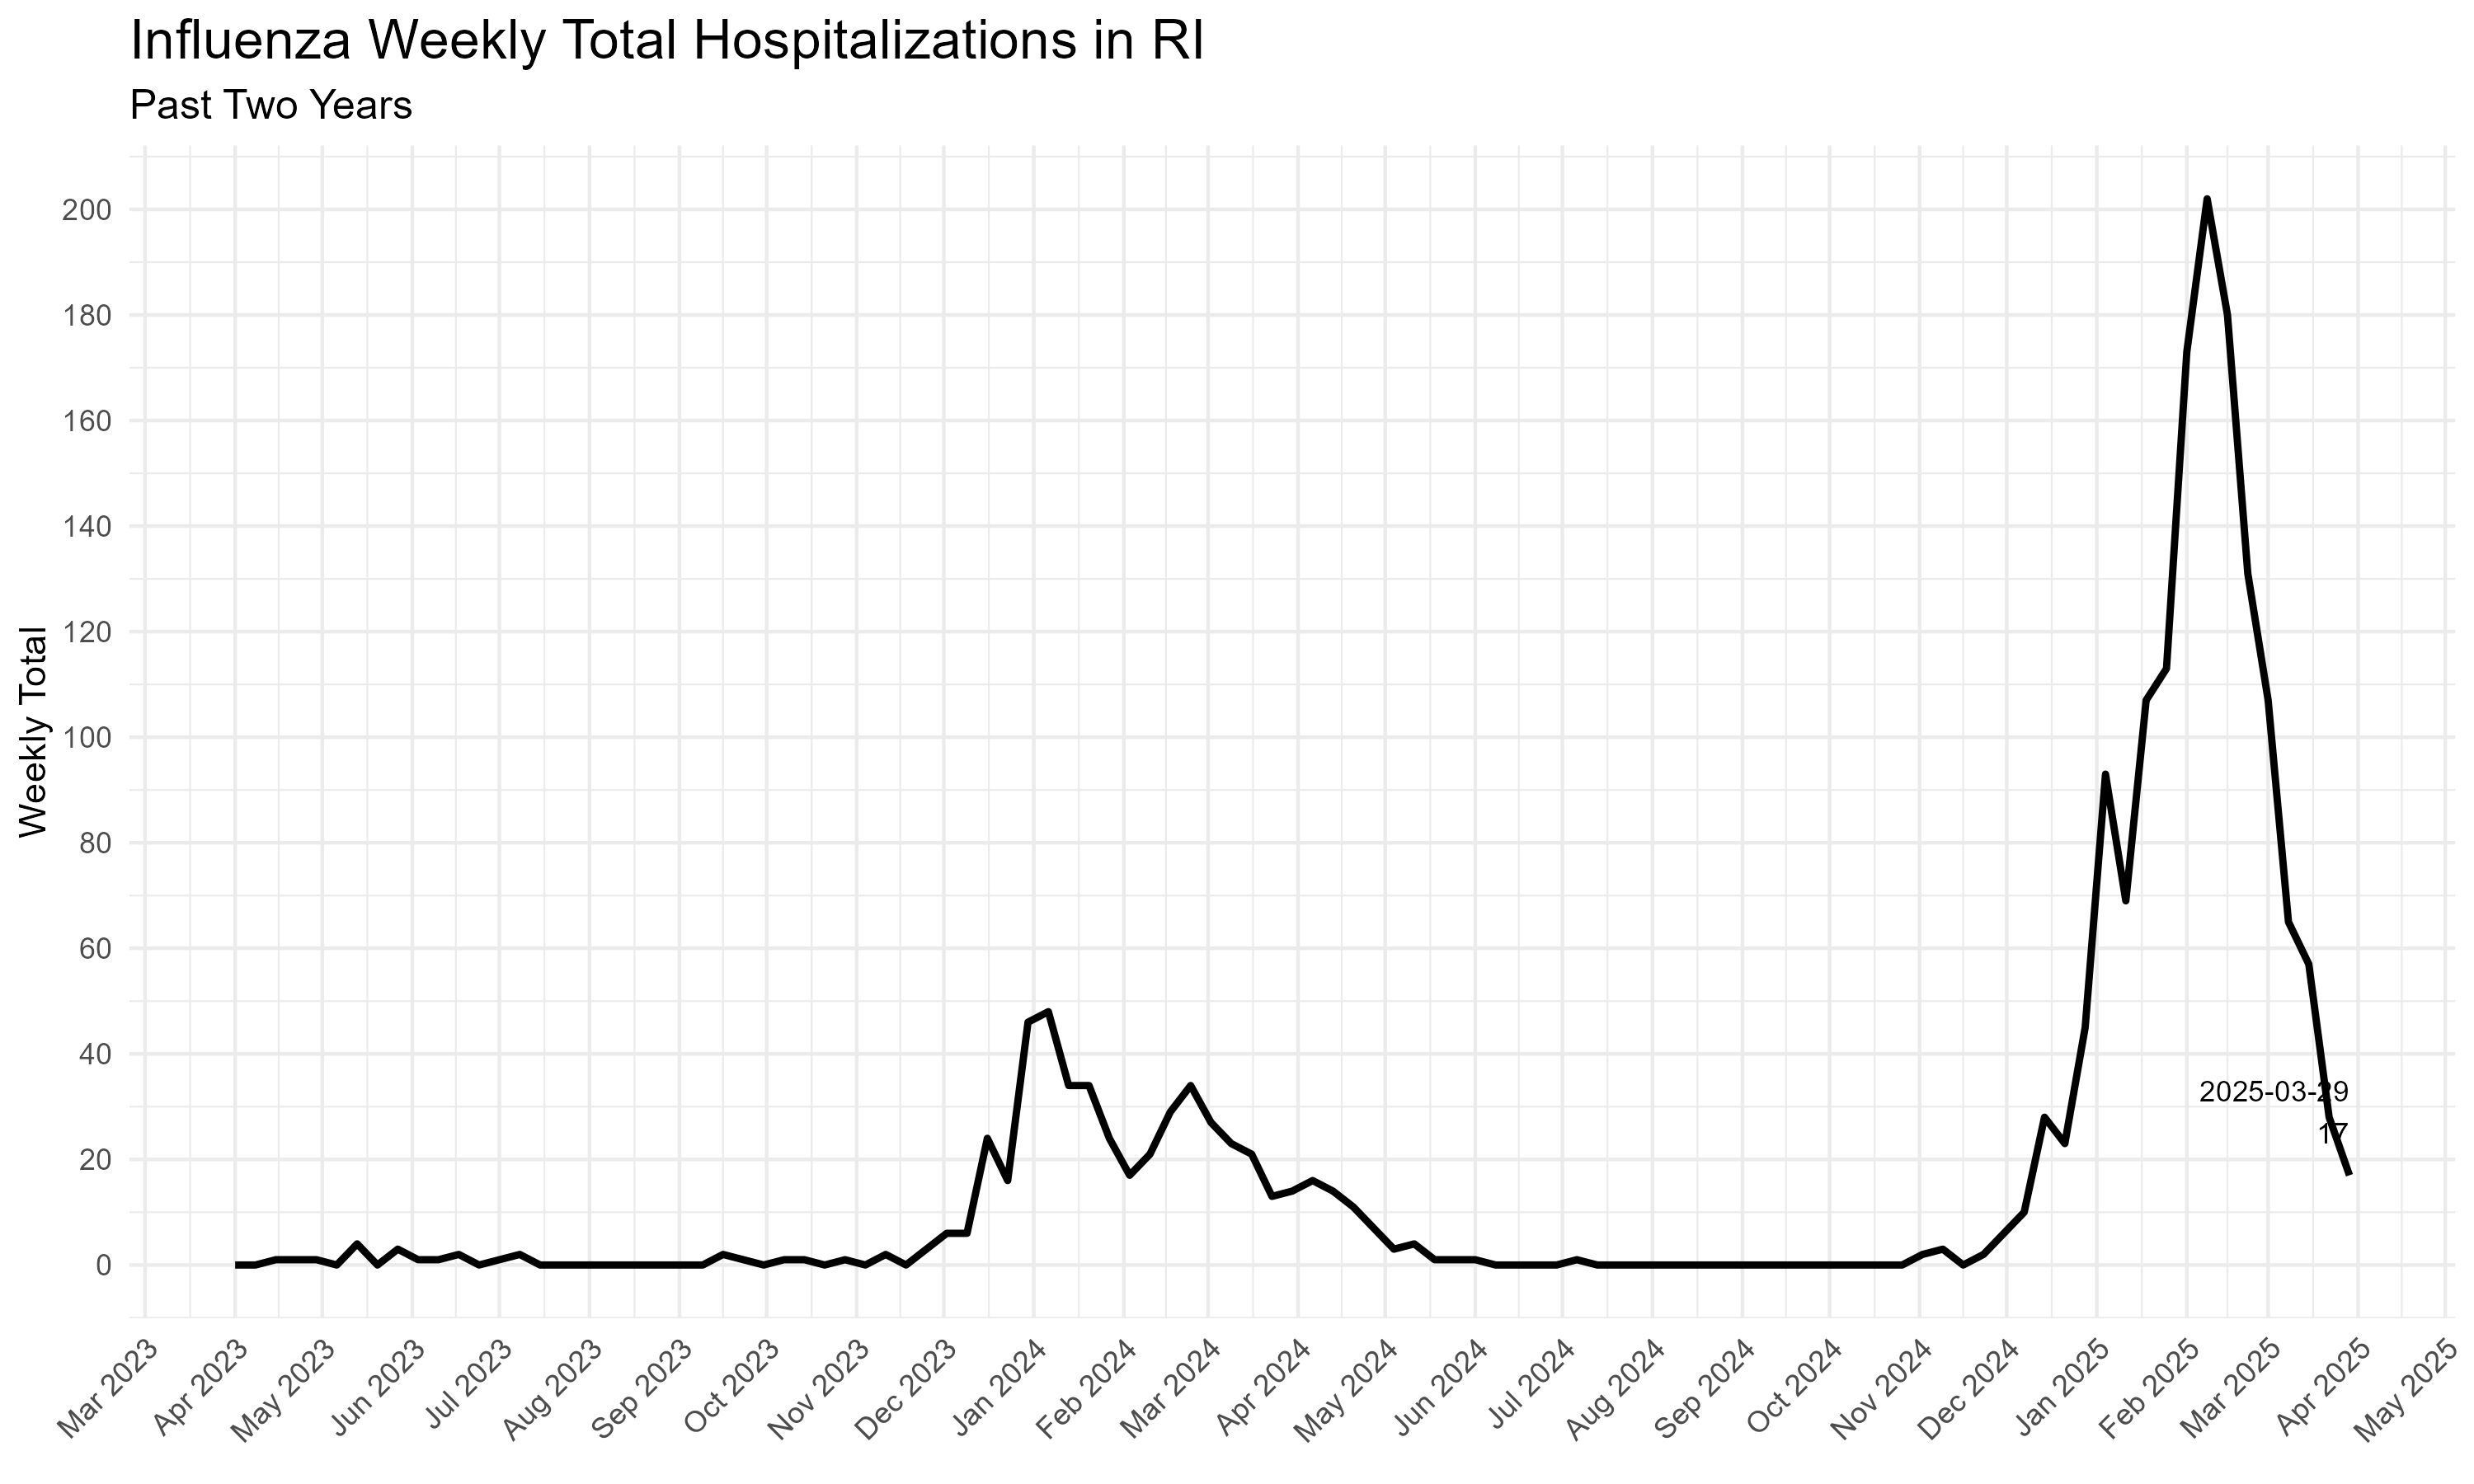 Influenza Weekly Total Hospitalizations in RI
Past Two Years
Weekly Total
200
180
160
140
120
100
80
60
40
20
0
2025-03-29
17
Mar 2023
Apr 2023
May 2023
Jun 2023
Jul 2023
Aug 2023
Sep 2023
Oct 2023
Nov 2023
Dec 2023
Jan 2024
Feb 2024
Mar 2024
Apr 2024
May 2024
Jun 2024
Jul 2024
Aug 2024
Sep 2024
Oct 2024
Nov 2024
Dec 2024
Jan 2025
Feb 2025
Mar 2025
Apr 2025
May 2025